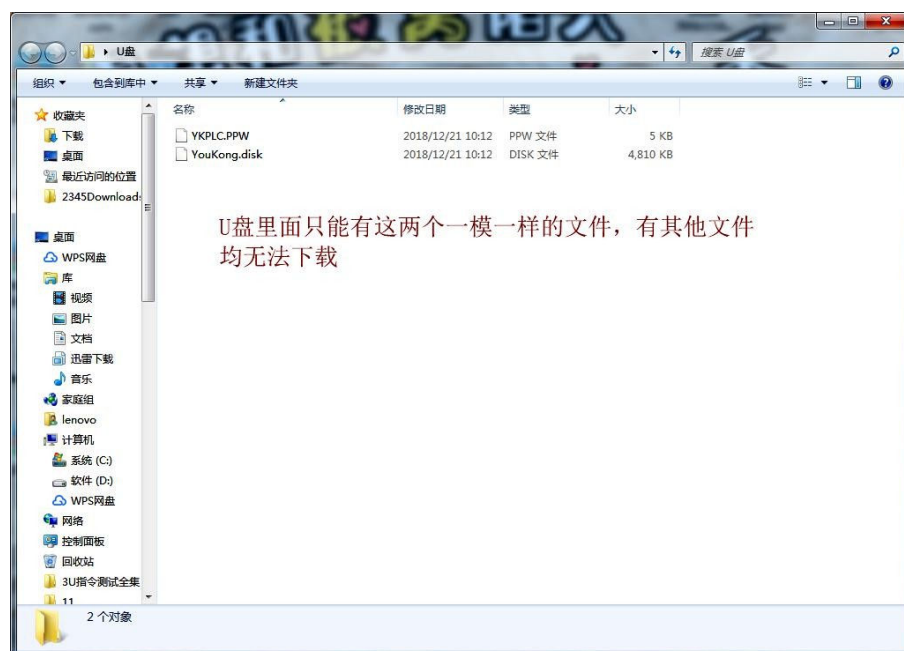 U盘
搜索 U盘
组织 包含到库中 共享 新建文件夹
名称 修改日期 类型 大小
YKPLC.PPW 2018/12/21 10:12 PPW 文件 5 KB
YouKong.disk 2018/12/21 10:12 DISK 文件 4,810 KB
收藏夹
下载
桌面
最近访问的位置
2345Downloads
桌面
WPS网盘
库
视频
图片
文档
迅雷下载
音乐
家庭组
lenovo
计算机
系统 (C:)
软件 (D:)
WPS网盘
网络
控制面板
回收站
3U指令测试全集
11
U盘里面只能有这两个一模一样的文件，有其他文件
均无法下载
2 个对象